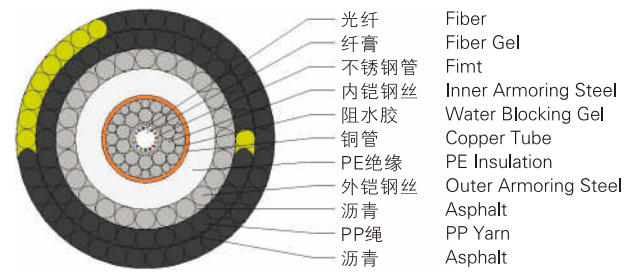 光纤 Fiber
纤膏 Fiber Gel
不锈钢管 Fimt
内铠钢丝 Inner Armoring Steel
阻水胶 Water Blocking Gel
铜管 Copper Tube
PE绝缘 PE Insulation
外铠钢丝 Outer Armoring Steel
沥青 Asphalt
PP绳 PP Yarn
沥青 Asphalt